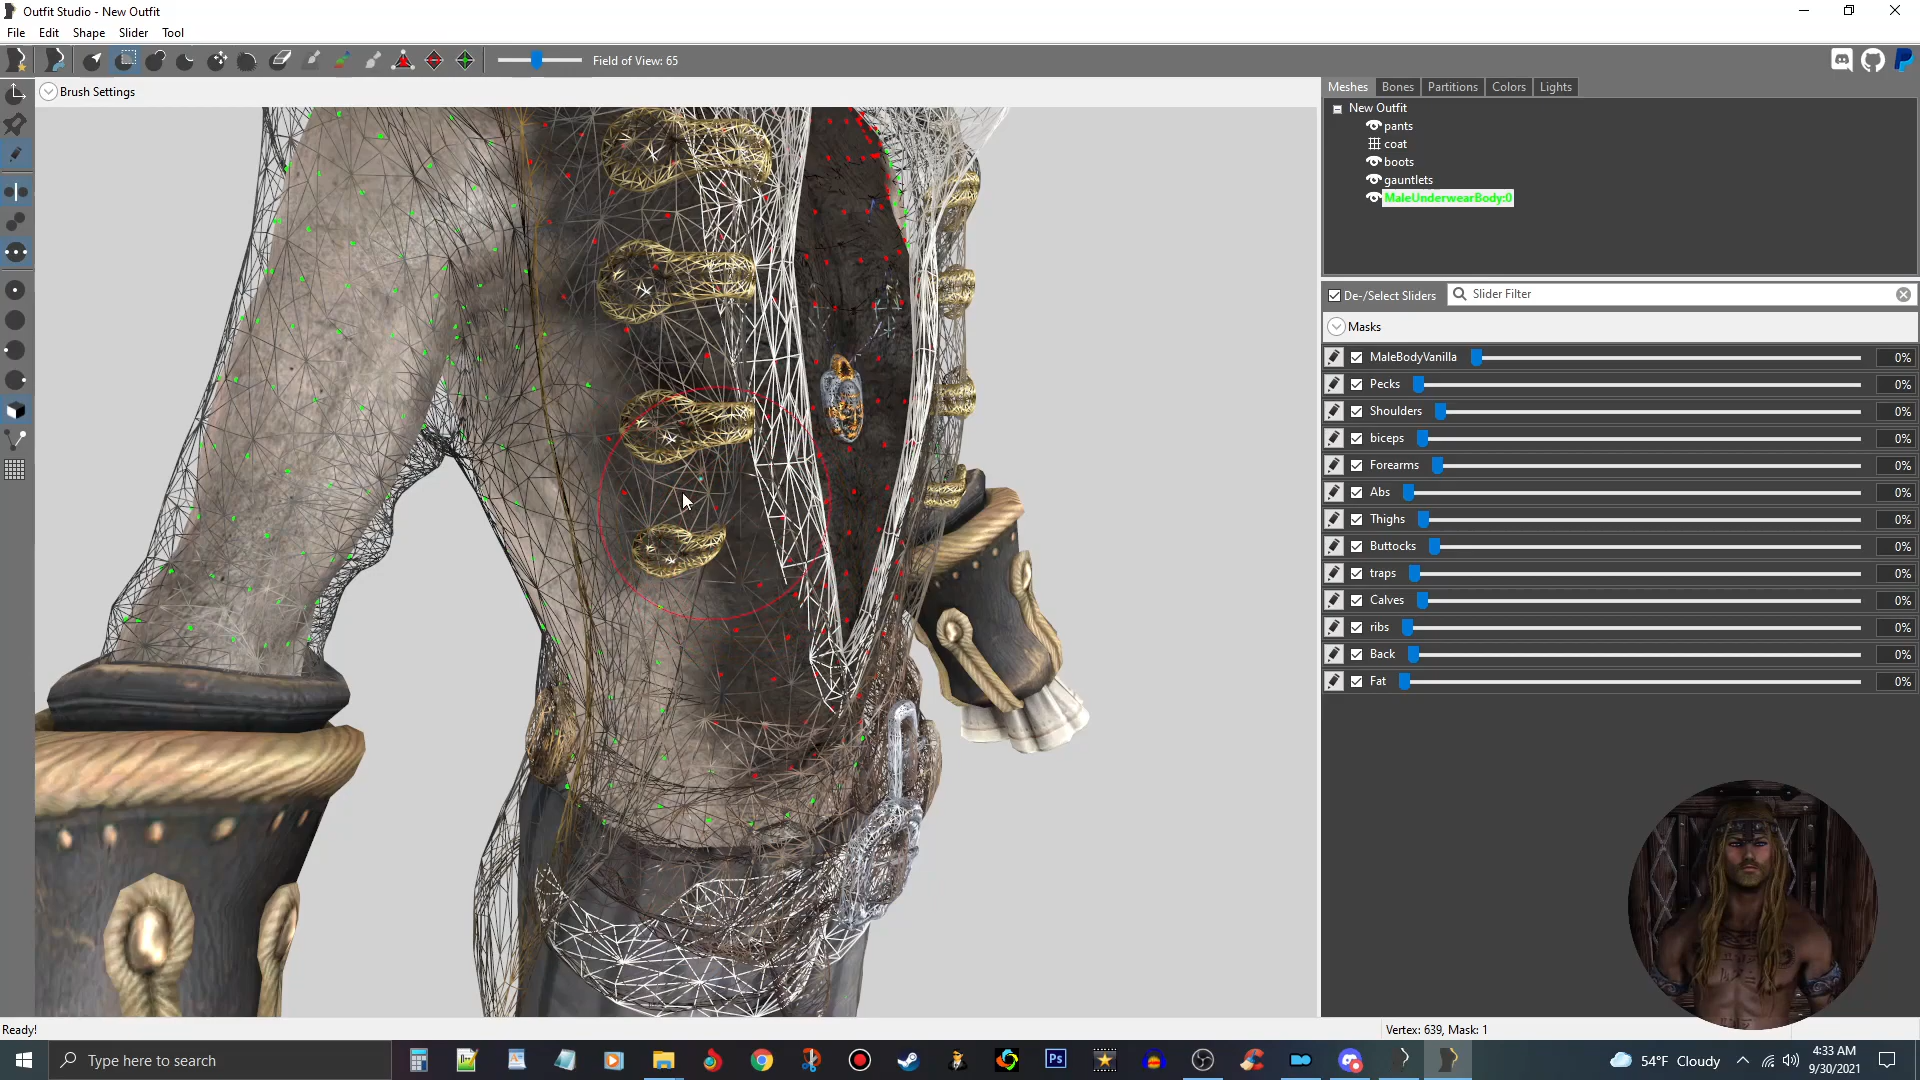 Outfit Studio - New Outfit
File Edit Shape Slider Tool
Field of View: 65
Brush Settings
Meshes Bones Partitions Colors Lights
New Outfit
pants
coat
boots
gauntlets
MaleUnderwearBody:0
De-/Select Sliders Slider Filter
Masks
MaleBodyVanilla 0%
Pecks 0%
Shoulders 0%
biceps 0%
Forearms 0%
Abs 0%
Thighs 0%
Buttocks 0%
traps 0%
Calves 0%
ribs 0%
Back 0%
Fat 0%
Ready! Vertex: 639, Mask: 1
Type here to search Ps 54°F Cloudy 4:33 AM
9/30/2021